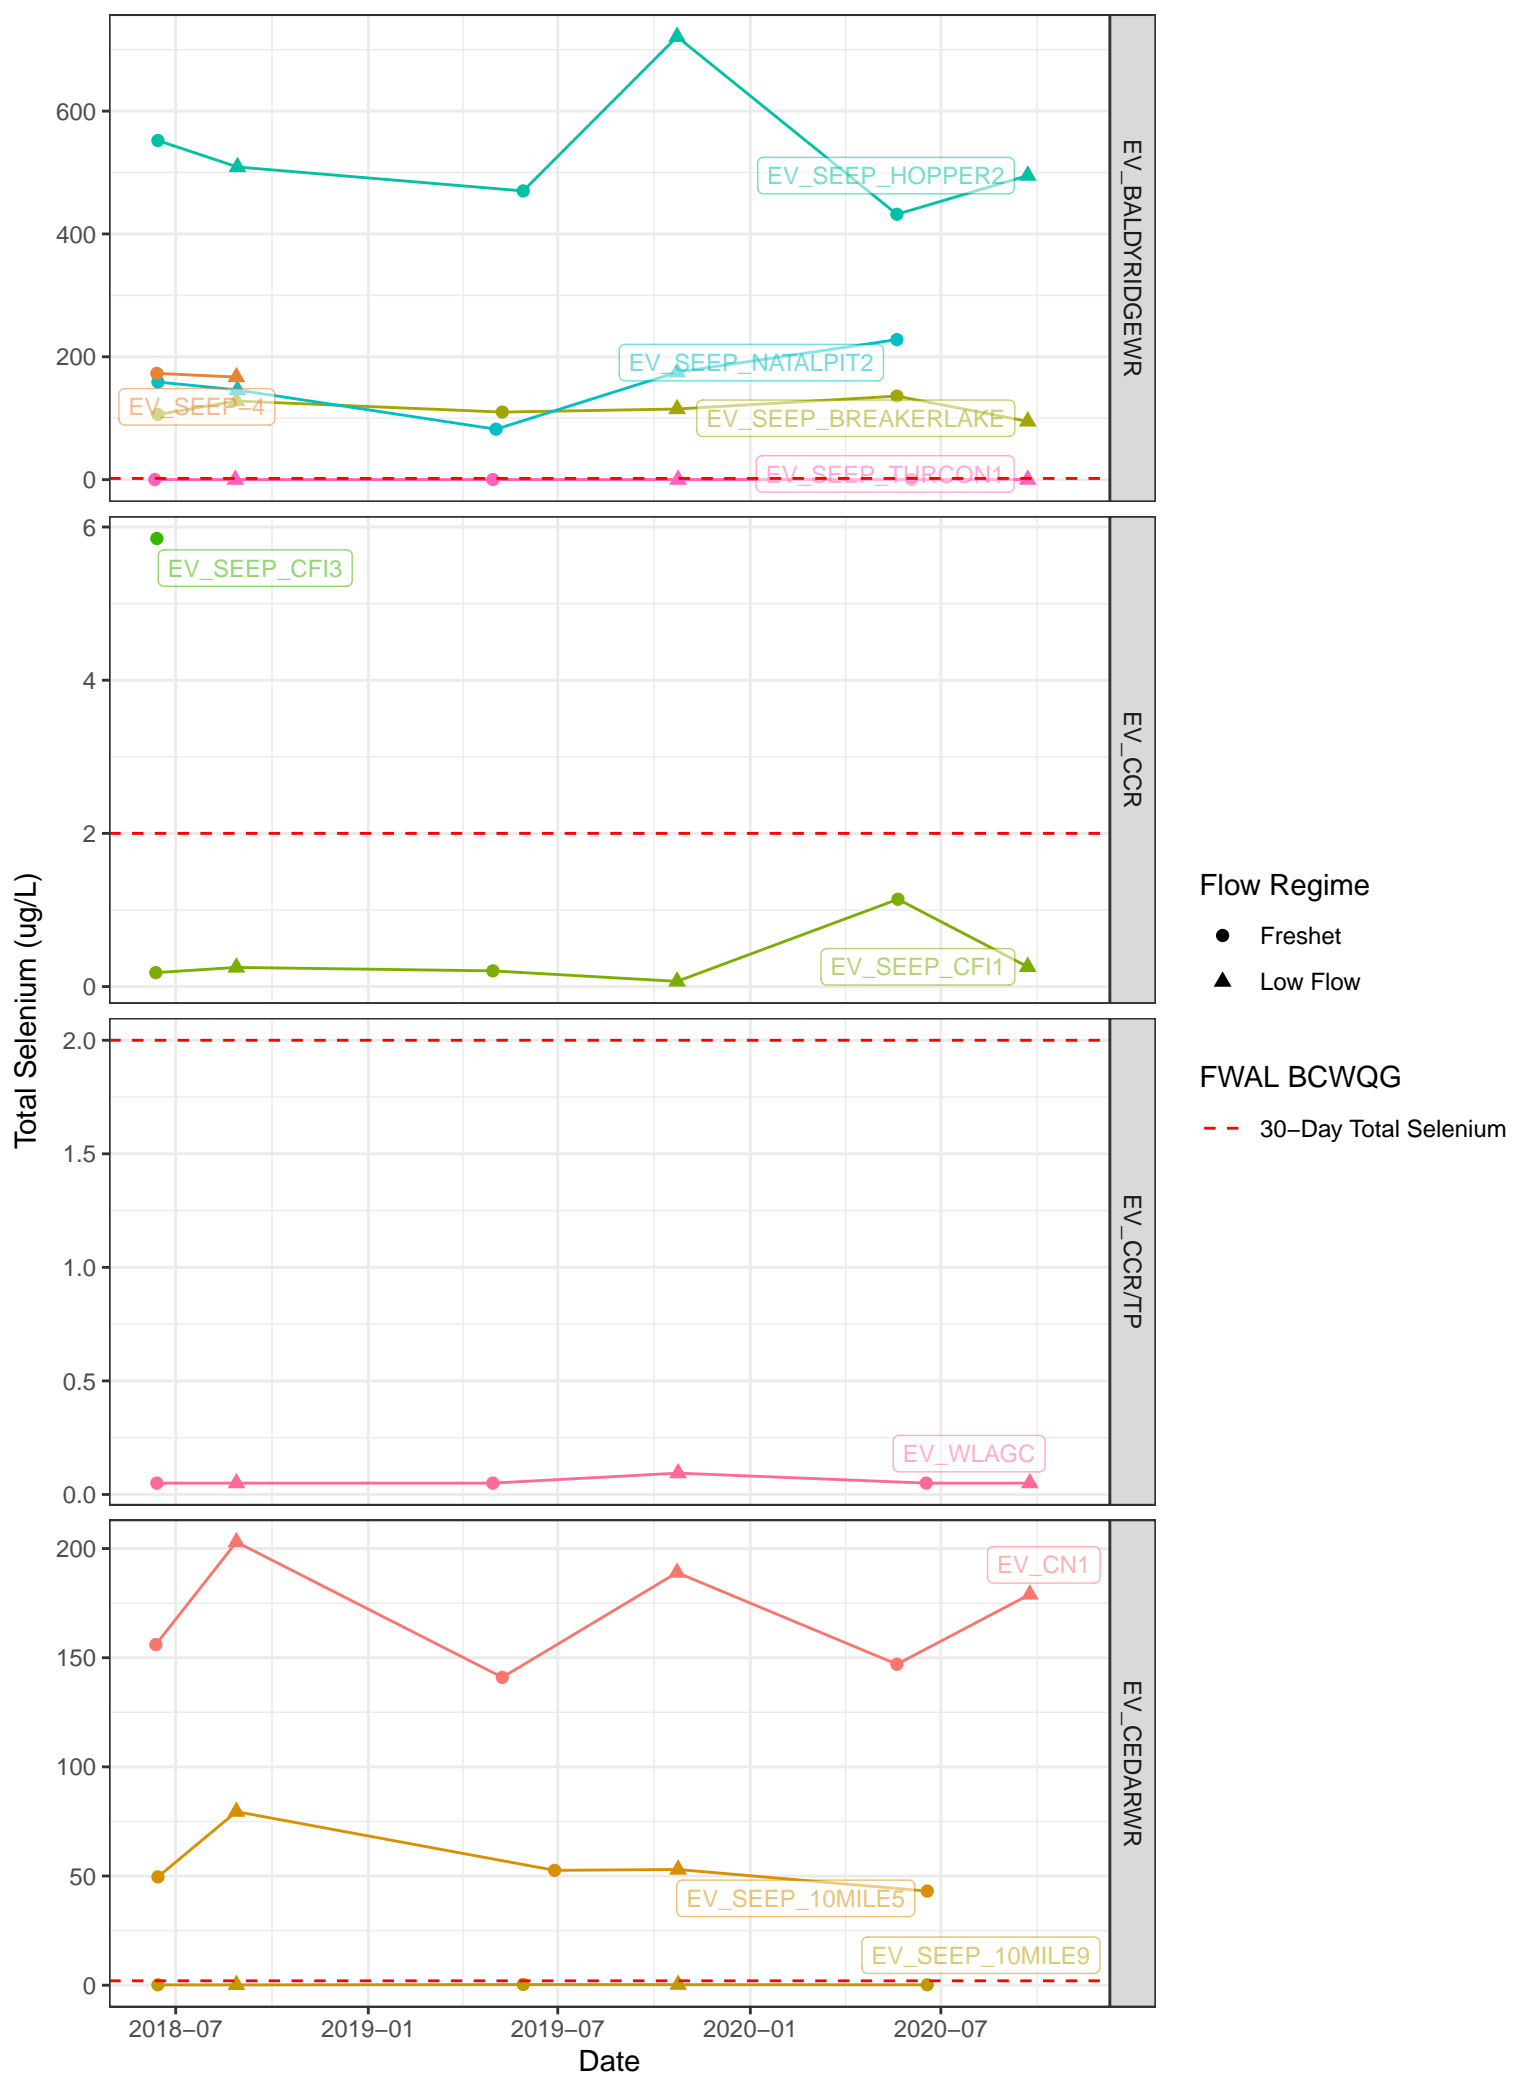 Total Selenium (ug/L)
600
400
200
0
EV_SEEP_HOPPER2
EV_SEEP_NATALPIT2
EV_SEEP−4
EV_SEEP_BREAKERLAKE
EV_SEEP_THRCON1
EV_BALDYRIDGEWR
6
4
2
0
EV_SEEP_CFI3
EV_SEEP_CFI1
EV_CCR
2.0
1.5
1.0
0.5
0.0
EV_WLAGC
EV_CCR/TP
200
150
100
50
0
EV_CN1
EV_SEEP_10MILE5
EV_SEEP_10MILE9
EV_CEDARWR
2018−07
2019−01
2019−07
2020−01
2020−07
Date
Flow Regime
Freshet
Low Flow
FWAL BCWQG
30−Day Total Selenium